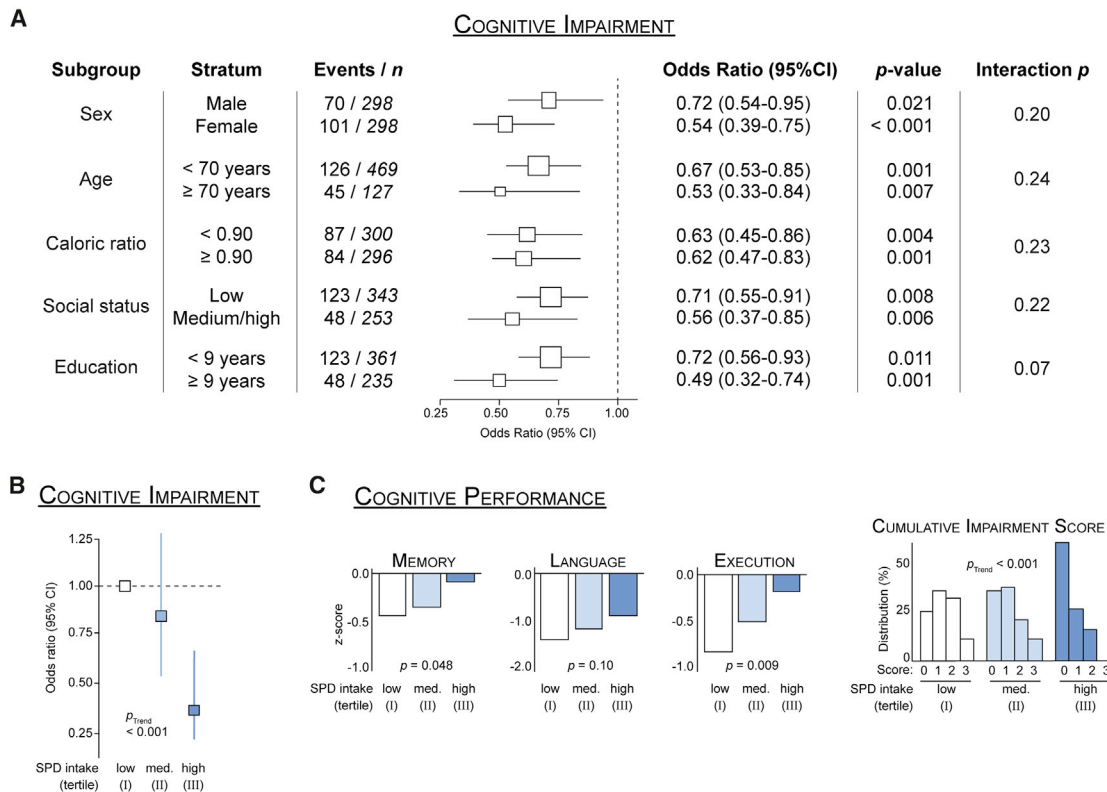 A
COGNITIVE IMPAIRMENT
Subgroup Stratum Events / n Odds Ratio (95%CI) p-value Interaction p
Sex Male 70 / 298 0.72 (0.54-0.95) 0.021 0.20
Female 101 / 298 0.54 (0.39-0.75) < 0.001
Age < 70 years 126 / 469 0.67 (0.53-0.85) 0.001 0.24
≥ 70 years 45 / 127 0.53 (0.33-0.84) 0.007
Caloric ratio < 0.90 87 / 300 0.63 (0.45-0.86) 0.004 0.23
≥ 0.90 84 / 296 0.62 (0.47-0.83) 0.001
Social status Low 123 / 343 0.71 (0.55-0.91) 0.008 0.22
Medium/high 48 / 253 0.56 (0.37-0.85) 0.006
Education < 9 years 123 / 361 0.72 (0.56-0.93) 0.011 0.07
≥ 9 years 48 / 235 0.49 (0.32-0.74) 0.001
0.25 0.50 0.75 1.00
Odds Ratio (95% CI)
B
COGNITIVE IMPAIRMENT
Odds ratio (95% CI)
1.25
1.00
0.75
0.50
0.25
pTrend
< 0.001
SPD intake low med. high
(tertile) (I) (II) (III)
C
COGNITIVE PERFORMANCE
MEMORY
z-score
0.0
-0.5
-1.0
p = 0.048
LANGUAGE
0.0
-1.0
-2.0
p = 0.10
EXECUTION
0.0
-0.5
-1.0
p = 0.009
SPD intake low med. high low med. high low med. high
(tertile) (I) (II) (III) (I) (II) (III) (I) (II) (III)
CUMULATIVE IMPAIRMENT SCORE
Distribution (%)
50
25
0
pTrend < 0.001
Score: 0 1 2 3 0 1 2 3 0 1 2 3
SPD intake low med. high
(tertile) (I) (II) (III)